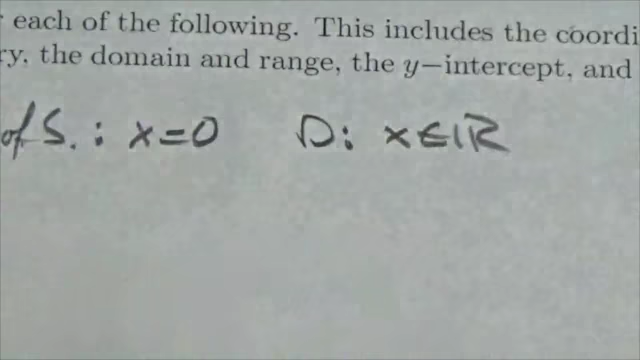 each of the following. This includes the coordi
ry, the domain and range, the y-intercept, and
of S. : x=0 D: x∈ℝ